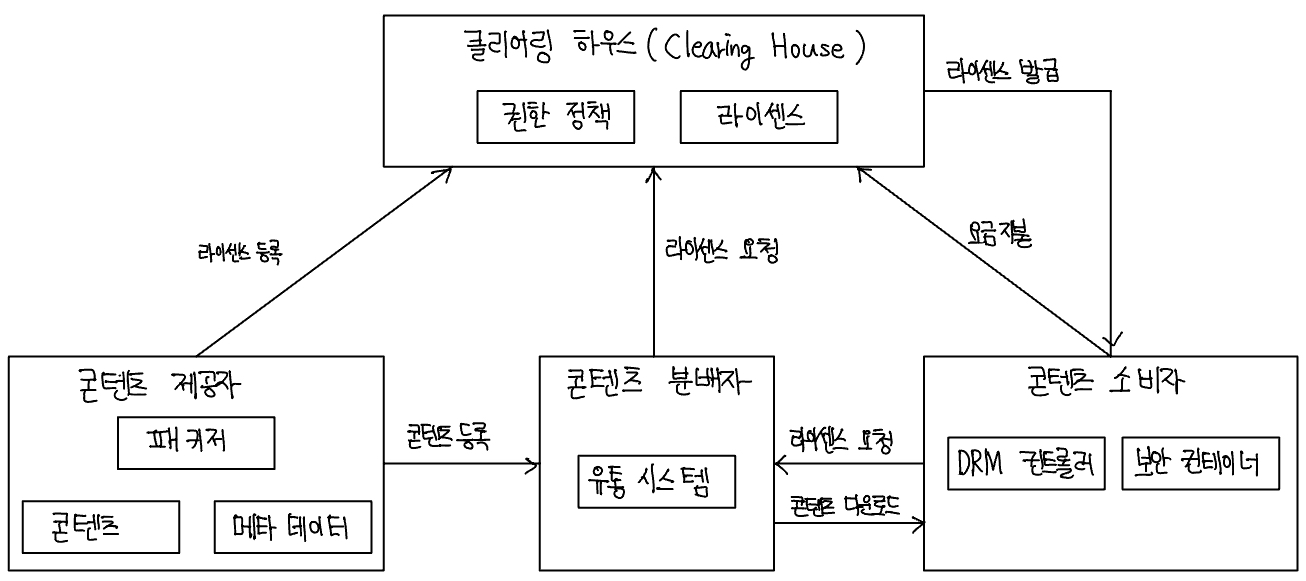 클리어링 하우스 (Clearing House)
라이센스 발급
권한 정책
라이센스
라이센스 등록
라이센스 요청
요금지불
콘텐츠 제공자
콘텐츠 분배자
콘텐츠 소비자
패키저
콘텐츠 등록
라이센스 요청
DRM 컨트롤러
보안 컨테이너
유통 시스템
콘텐츠 다운로드
콘텐츠
메타 데이터